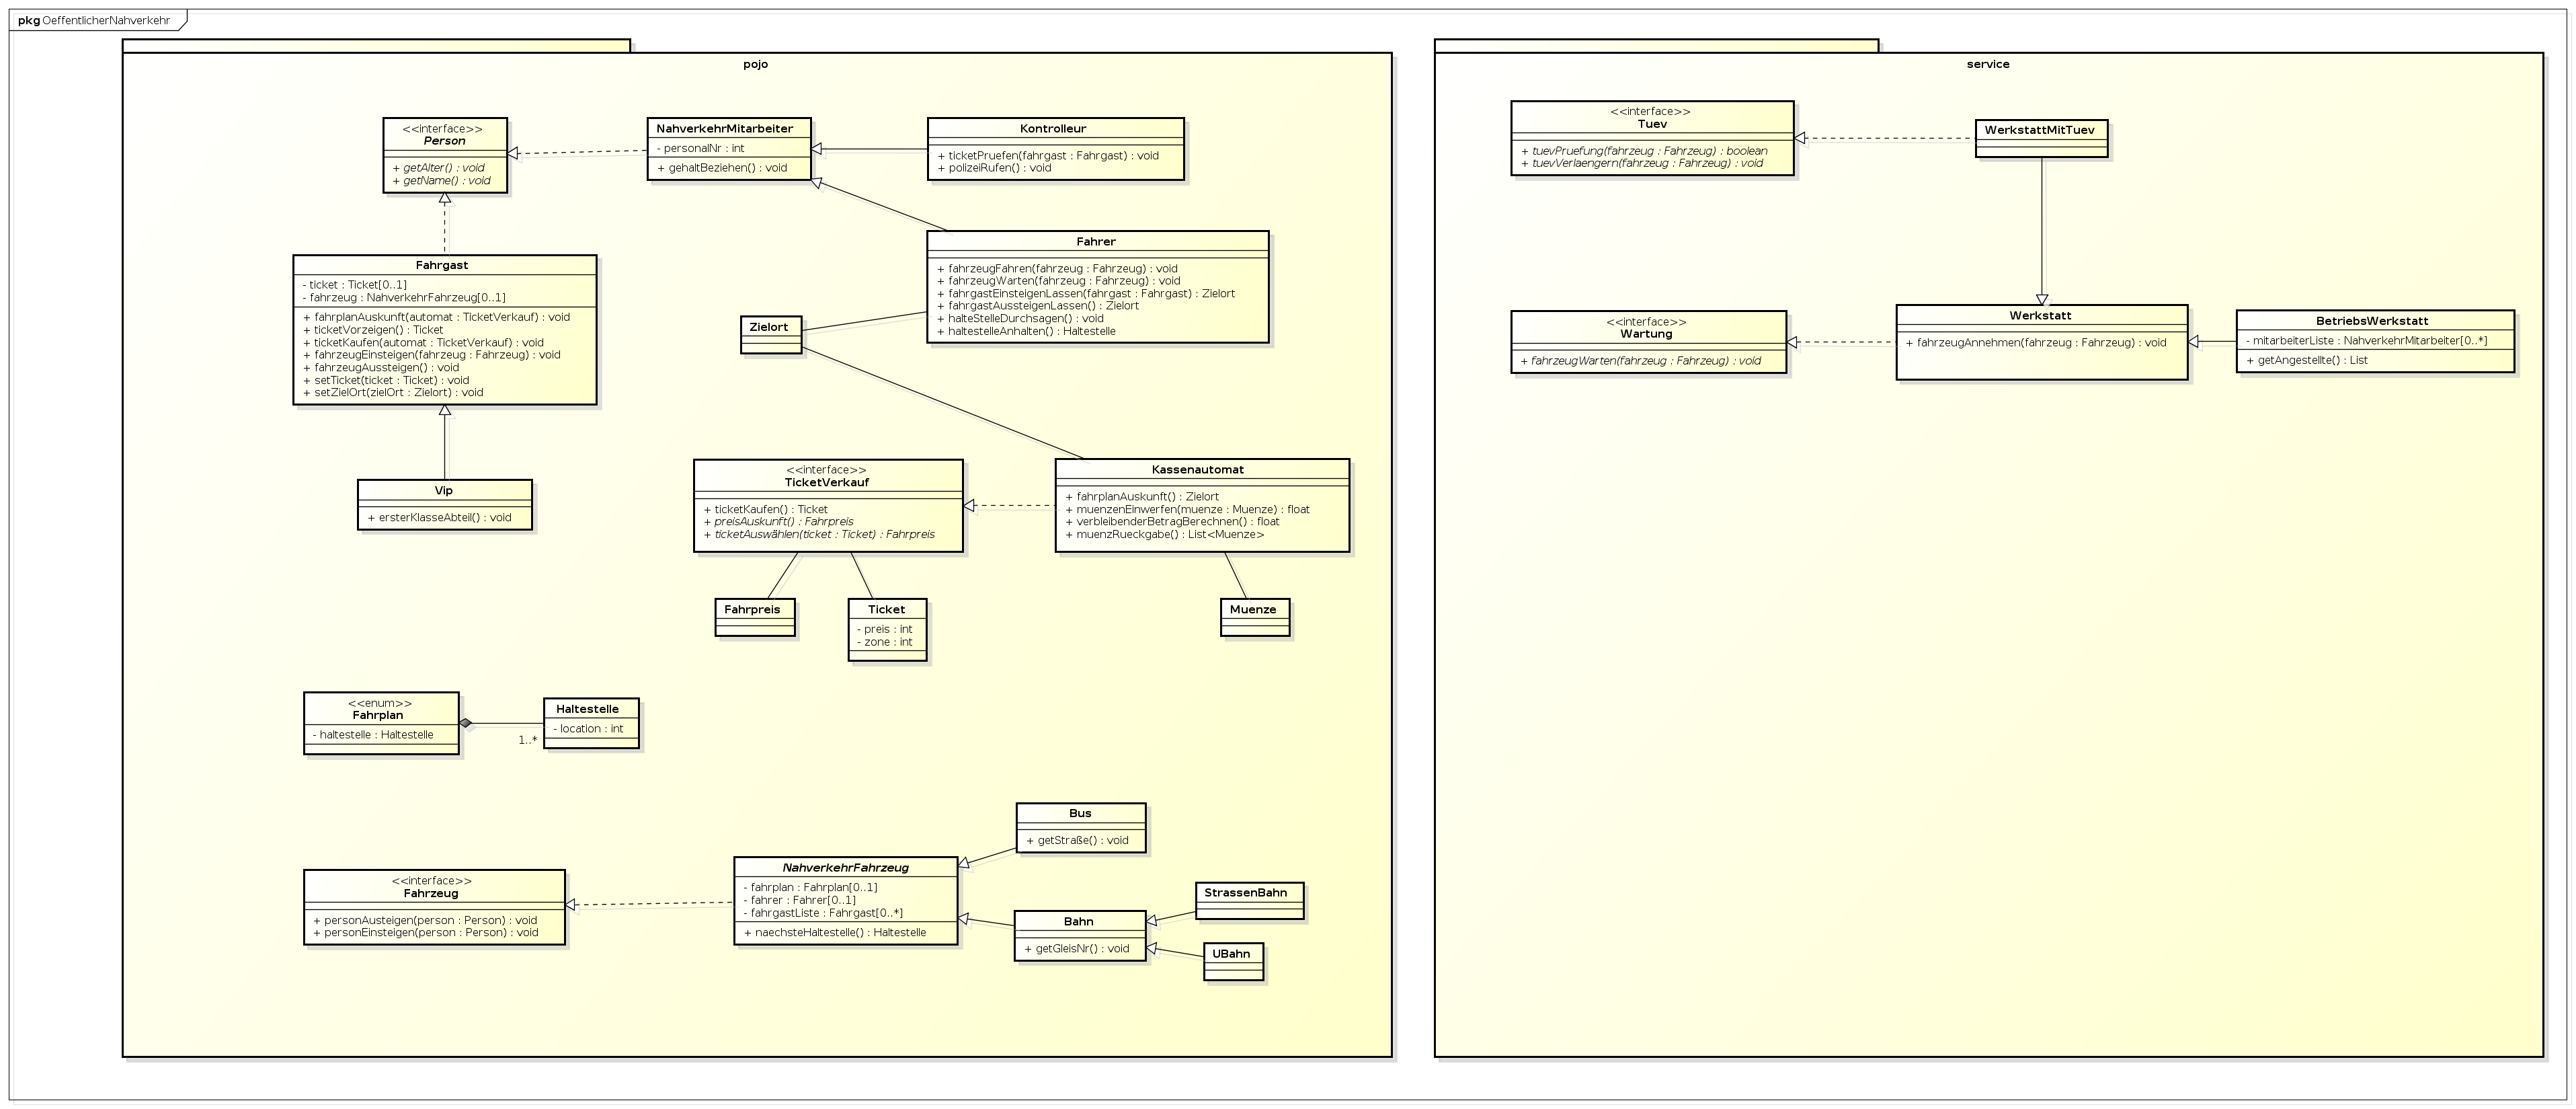 pkg OeffentlicherNahverkehr
pojo
<<interface>>
Person
+ getAlter() : void
+ getName() : void
NahverkehrMitarbeiter
- personalNr : int
+ gehaltBeziehen() : void
Kontrolleur
+ ticketPruefen(fahrgast : Fahrgast) : void
+ polizeiRufen() : void
Fahrgast
- ticket : Ticket[0..1]
- fahrzeug : NahverkehrFahrzeug[0..1]
+ fahrplanAuskunft(automat : TicketVerkauf) : void
+ ticketVorzeigen() : Ticket
+ ticketKaufen(automat : TicketVerkauf) : void
+ fahrzeugEinsteigen(fahrzeug : Fahrzeug) : void
+ fahrzeugAussteigen() : void
+ setTicket(ticket : Ticket) : void
+ setZielOrt(zielOrt : Zielort) : void
Fahrer
+ fahrzeugFahren(fahrzeug : Fahrzeug) : void
+ fahrzeugWarten(fahrzeug : Fahrzeug) : void
+ fahrgastEinsteigenLassen(fahrgast : Fahrgast) : Zielort
+ fahrgastAussteigenLassen() : Zielort
+ halteStelleDurchsagen() : void
+ haltestelleAnhalten() : Haltestelle
Zielort
Vip
+ ersterKlasseAbteil() : void
<<interface>>
TicketVerkauf
+ ticketKaufen() : Ticket
+ preisAuskunft() : Fahrpreis
+ ticketAuswählen(ticket : Ticket) : Fahrpreis
Kassenautomat
+ fahrplanAuskunft() : Zielort
+ muenzenEinwerfen(muenze : Muenze) : float
+ verbleibenderBetragBerechnen() : float
+ muenzRueckgabe() : List<Muenze>
Fahrpreis
Ticket
- preis : int
- zone : int
Muenze
<<enum>>
Fahrplan
- haltestelle : Haltestelle
1..*
Haltestelle
- location : int
Bus
+ getStraße() : void
<<interface>>
Fahrzeug
+ personAusteigen(person : Person) : void
+ personEinsteigen(person : Person) : void
NahverkehrFahrzeug
- fahrplan : Fahrplan[0..1]
- fahrer : Fahrer[0..1]
- fahrgastListe : Fahrgast[0..*]
+ naechsteHaltestelle() : Haltestelle
Bahn
+ getGleisNr() : void
StrassenBahn
UBahn
service
<<interface>>
Tuev
+ tuevPruefung(fahrzeug : Fahrzeug) : boolean
+ tuevVerlaengern(fahrzeug : Fahrzeug) : void
WerkstattMitTuev
<<interface>>
Wartung
+ fahrzeugWarten(fahrzeug : Fahrzeug) : void
Werkstatt
+ fahrzeugAnnehmen(fahrzeug : Fahrzeug) : void
BetriebsWerkstatt
- mitarbeiterListe : NahverkehrMitarbeiter[0..*]
+ getAngestellte() : List